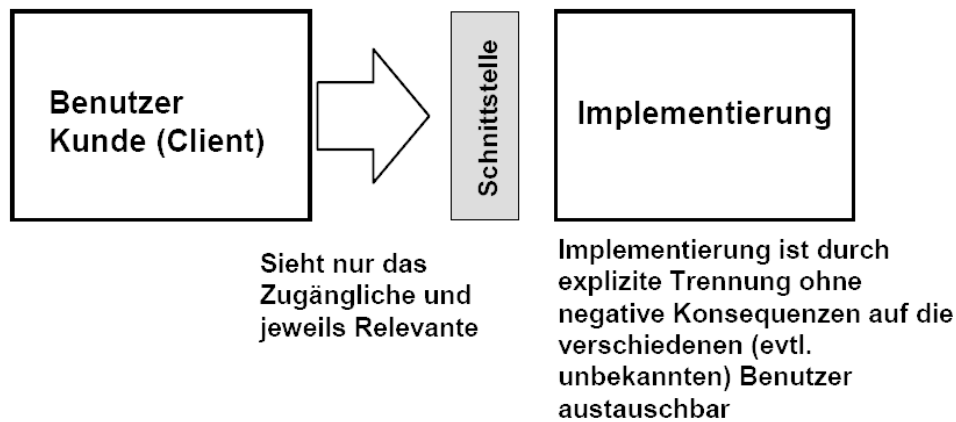 Benutzer
Kunde (Client)
Schnittstelle
Implementierung
Sieht nur das
Zugängliche und
jeweils Relevante
Implementierung ist durch
explizite Trennung ohne
negative Konsequenzen auf die
verschiedenen (evtl.
unbekannten) Benutzer
austauschbar